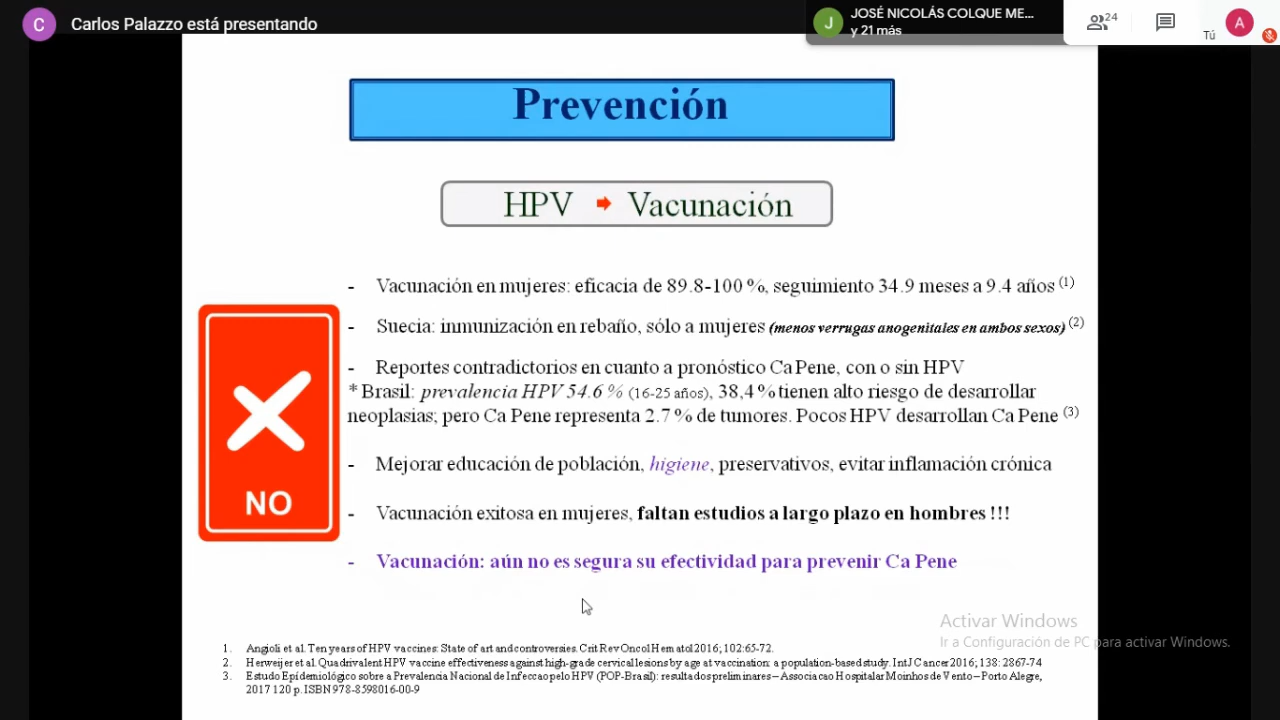 C Carlos Palazzo está presentando
J JOSÉ NICOLÁS COLQUE ME...
y 21 más
24
Tú
A
Prevención
HPV Vacunación
- Vacunación en mujeres: eficacia de 89.8-100 %, seguimiento 34.9 meses a 9.4 años (1)
- Suecia: inmunización en rebaño, sólo a mujeres (menos verrugas anogenitales en ambos sexos) (2)
- Reportes contradictorios en cuanto a pronóstico Ca Pene, con o sin HPV
* Brasil: prevalencia HPV 54.6 % (16-25 años), 38,4 % tienen alto riesgo de desarrollar
neoplasias; pero Ca Pene representa 2.7 % de tumores. Pocos HPV desarrollan Ca Pene (3)
- Mejorar educación de población, higiene, preservativos, evitar inflamación crónica
NO
- Vacunación exitosa en mujeres, faltan estudios a largo plazo en hombres !!!
- Vacunación: aún no es segura su efectividad para prevenir Ca Pene
Activar Windows
Ir a Configuración de PC para activar Windows.
1. Angioli et al. Ten years of HPV vaccines: State of art and controversies. Crit Rev Oncol Hematol 2016; 102:65-72.
2. Herweijer et al. Quadrivalent HPV vaccine effectiveness against high-grade cervical lesions by age at vaccination: a population-based study. Int J Cancer 2016; 138: 2867-74
3. Estudo Epidemiológico sobre a Prevalencia Nacional de Infeccao pelo HPV (POP-Brasil): resultados preliminares – Associacao Hospitalar Moinhos de Vento – Porto Alegre,
2017 120 p. ISBN 978-8598016-00-9